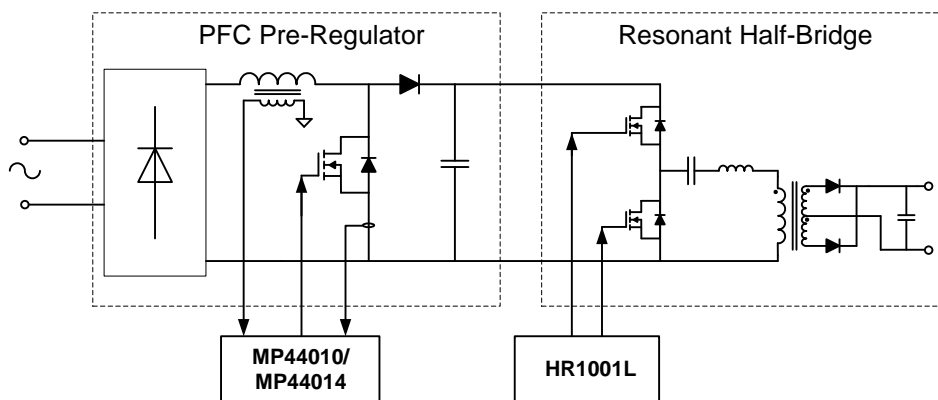 PFC Pre-Regulator
Resonant Half-Bridge
MP44010/
MP44014
HR1001L